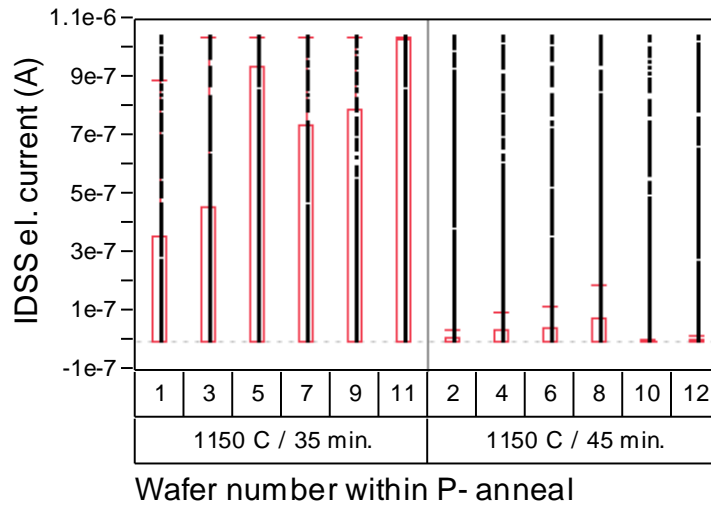 1.1e-6
9e-7
7e-7
5e-7
3e-7
1e-7
-1e-7
IDSS el. current (A)
1 3 5 7 9 11 2 4 6 8 10 12
1150 C / 35 min. 1150 C / 45 min.
Wafer number within P- anneal